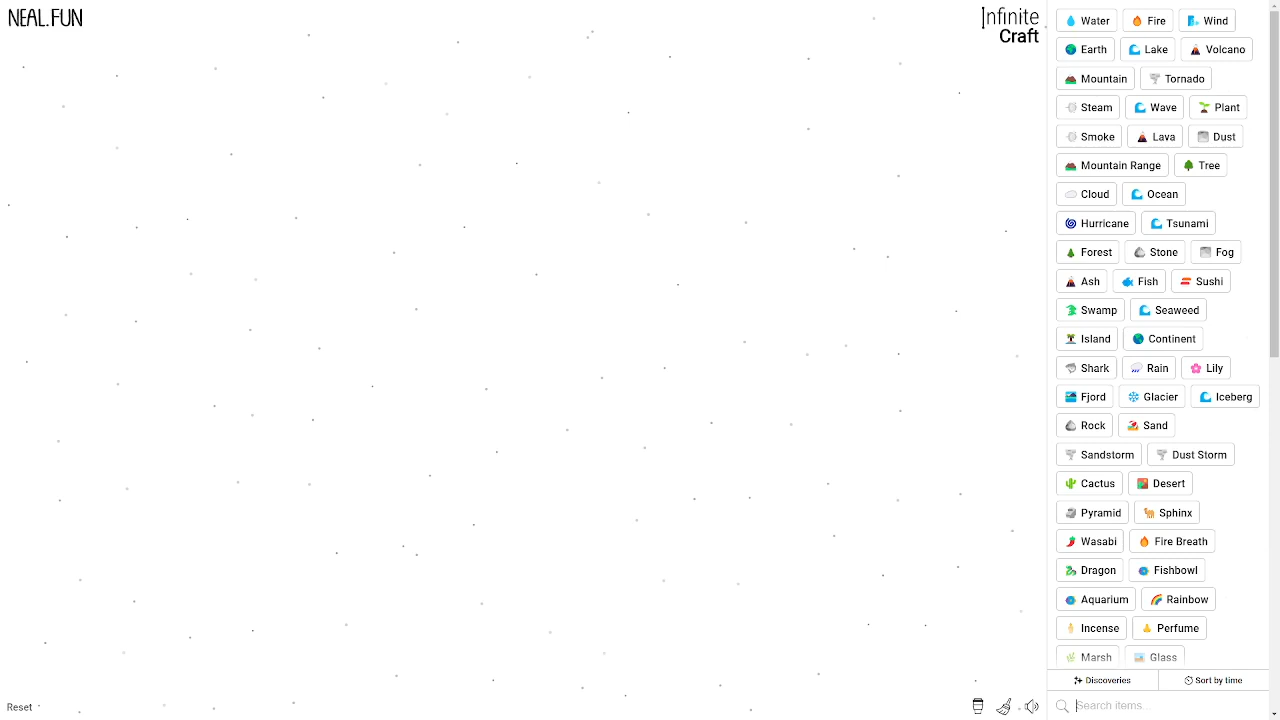 NEAL.FUN
Infinite
Craft
Water Fire Wind
Earth Lake Volcano
Mountain Tornado
Steam Wave Plant
Smoke Lava Dust
Mountain Range Tree
Cloud Ocean
Hurricane Tsunami
Forest Stone Fog
Ash Fish Sushi
Swamp Seaweed
Island Continent
Shark Rain Lily
Fjord Glacier Iceberg
Rock Sand
Sandstorm Dust Storm
Cactus Desert
Pyramid Sphinx
Wasabi Fire Breath
Dragon Fishbowl
Aquarium Rainbow
Incense Perfume
Marsh Glass
Discoveries Sort by time
Reset
Search items...